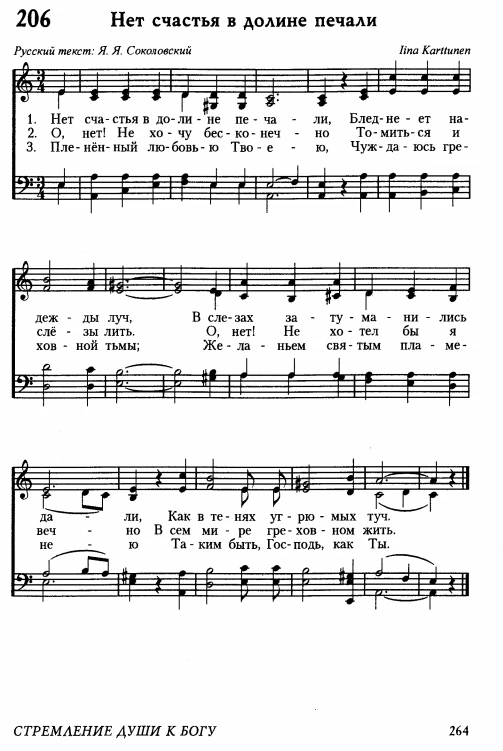 206 Нет счастья в долине печали
Русский текст: Я. Я. Соколовский Iina Karttunen
1. Нет сча-стья в до-ли-не пе-ча-ли, Блед-не-ет на-
2. О, нет! Не хо-чу бес-ко-неч-но То-мить-ся и
3. Пле-нён-ный лю-бовь-ю Тво-е-ю, Чуж-да-юсь гре-
деж-ды луч, В сле-зах за-ту-ма-ни-лись
слё-зы лить. О, нет! Не хо-тел бы я
хов-ной тьмы; Же-ла-ньем свя-тым пла-ме-
да-ли, Как в те-нях уг-рю-мых туч.
веч-но В сем ми-ре гре-хов-ном жить.
не-ю Та-ким быть, Гос-подь, как Ты.
СТРЕМЛЕНИЕ ДУШИ К БОГУ 264